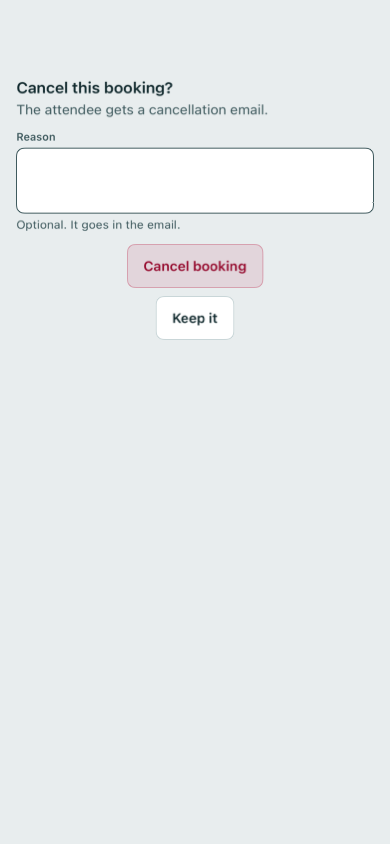 Cancel this booking?
The attendee gets a cancellation email.
Reason
Optional. It goes in the email.
Cancel booking
Keep it